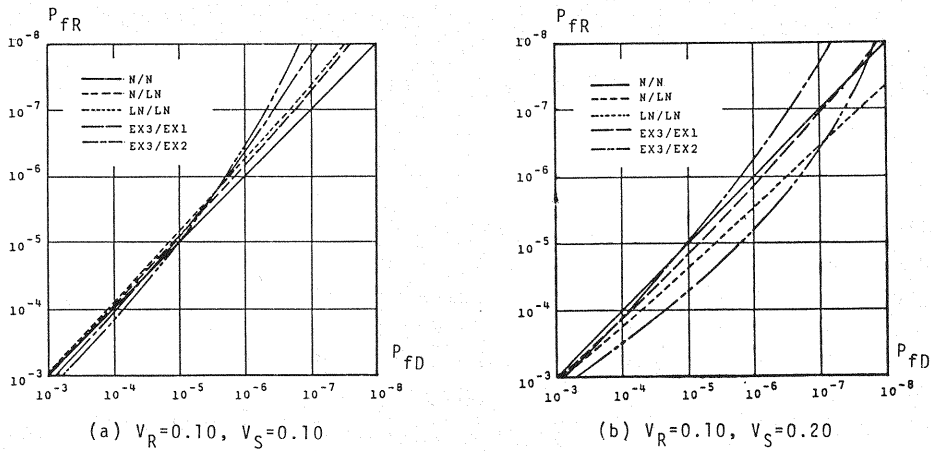 P_fR
10^-8
10^-7
10^-6
10^-5
10^-4
10^-3
N/N
N/LN
LN/LN
EX3/EX1
EX3/EX2
P_fD
10^-3 10^-4 10^-5 10^-6 10^-7 10^-8
(a) V_R=0.10, V_S=0.10
P_fR
10^-8
10^-7
10^-6
10^-5
10^-4
10^-3
N/N
N/LN
LN/LN
EX3/EX1
EX3/EX2
P_fD
10^-3 10^-4 10^-5 10^-6 10^-7 10^-8
(b) V_R=0.10, V_S=0.20